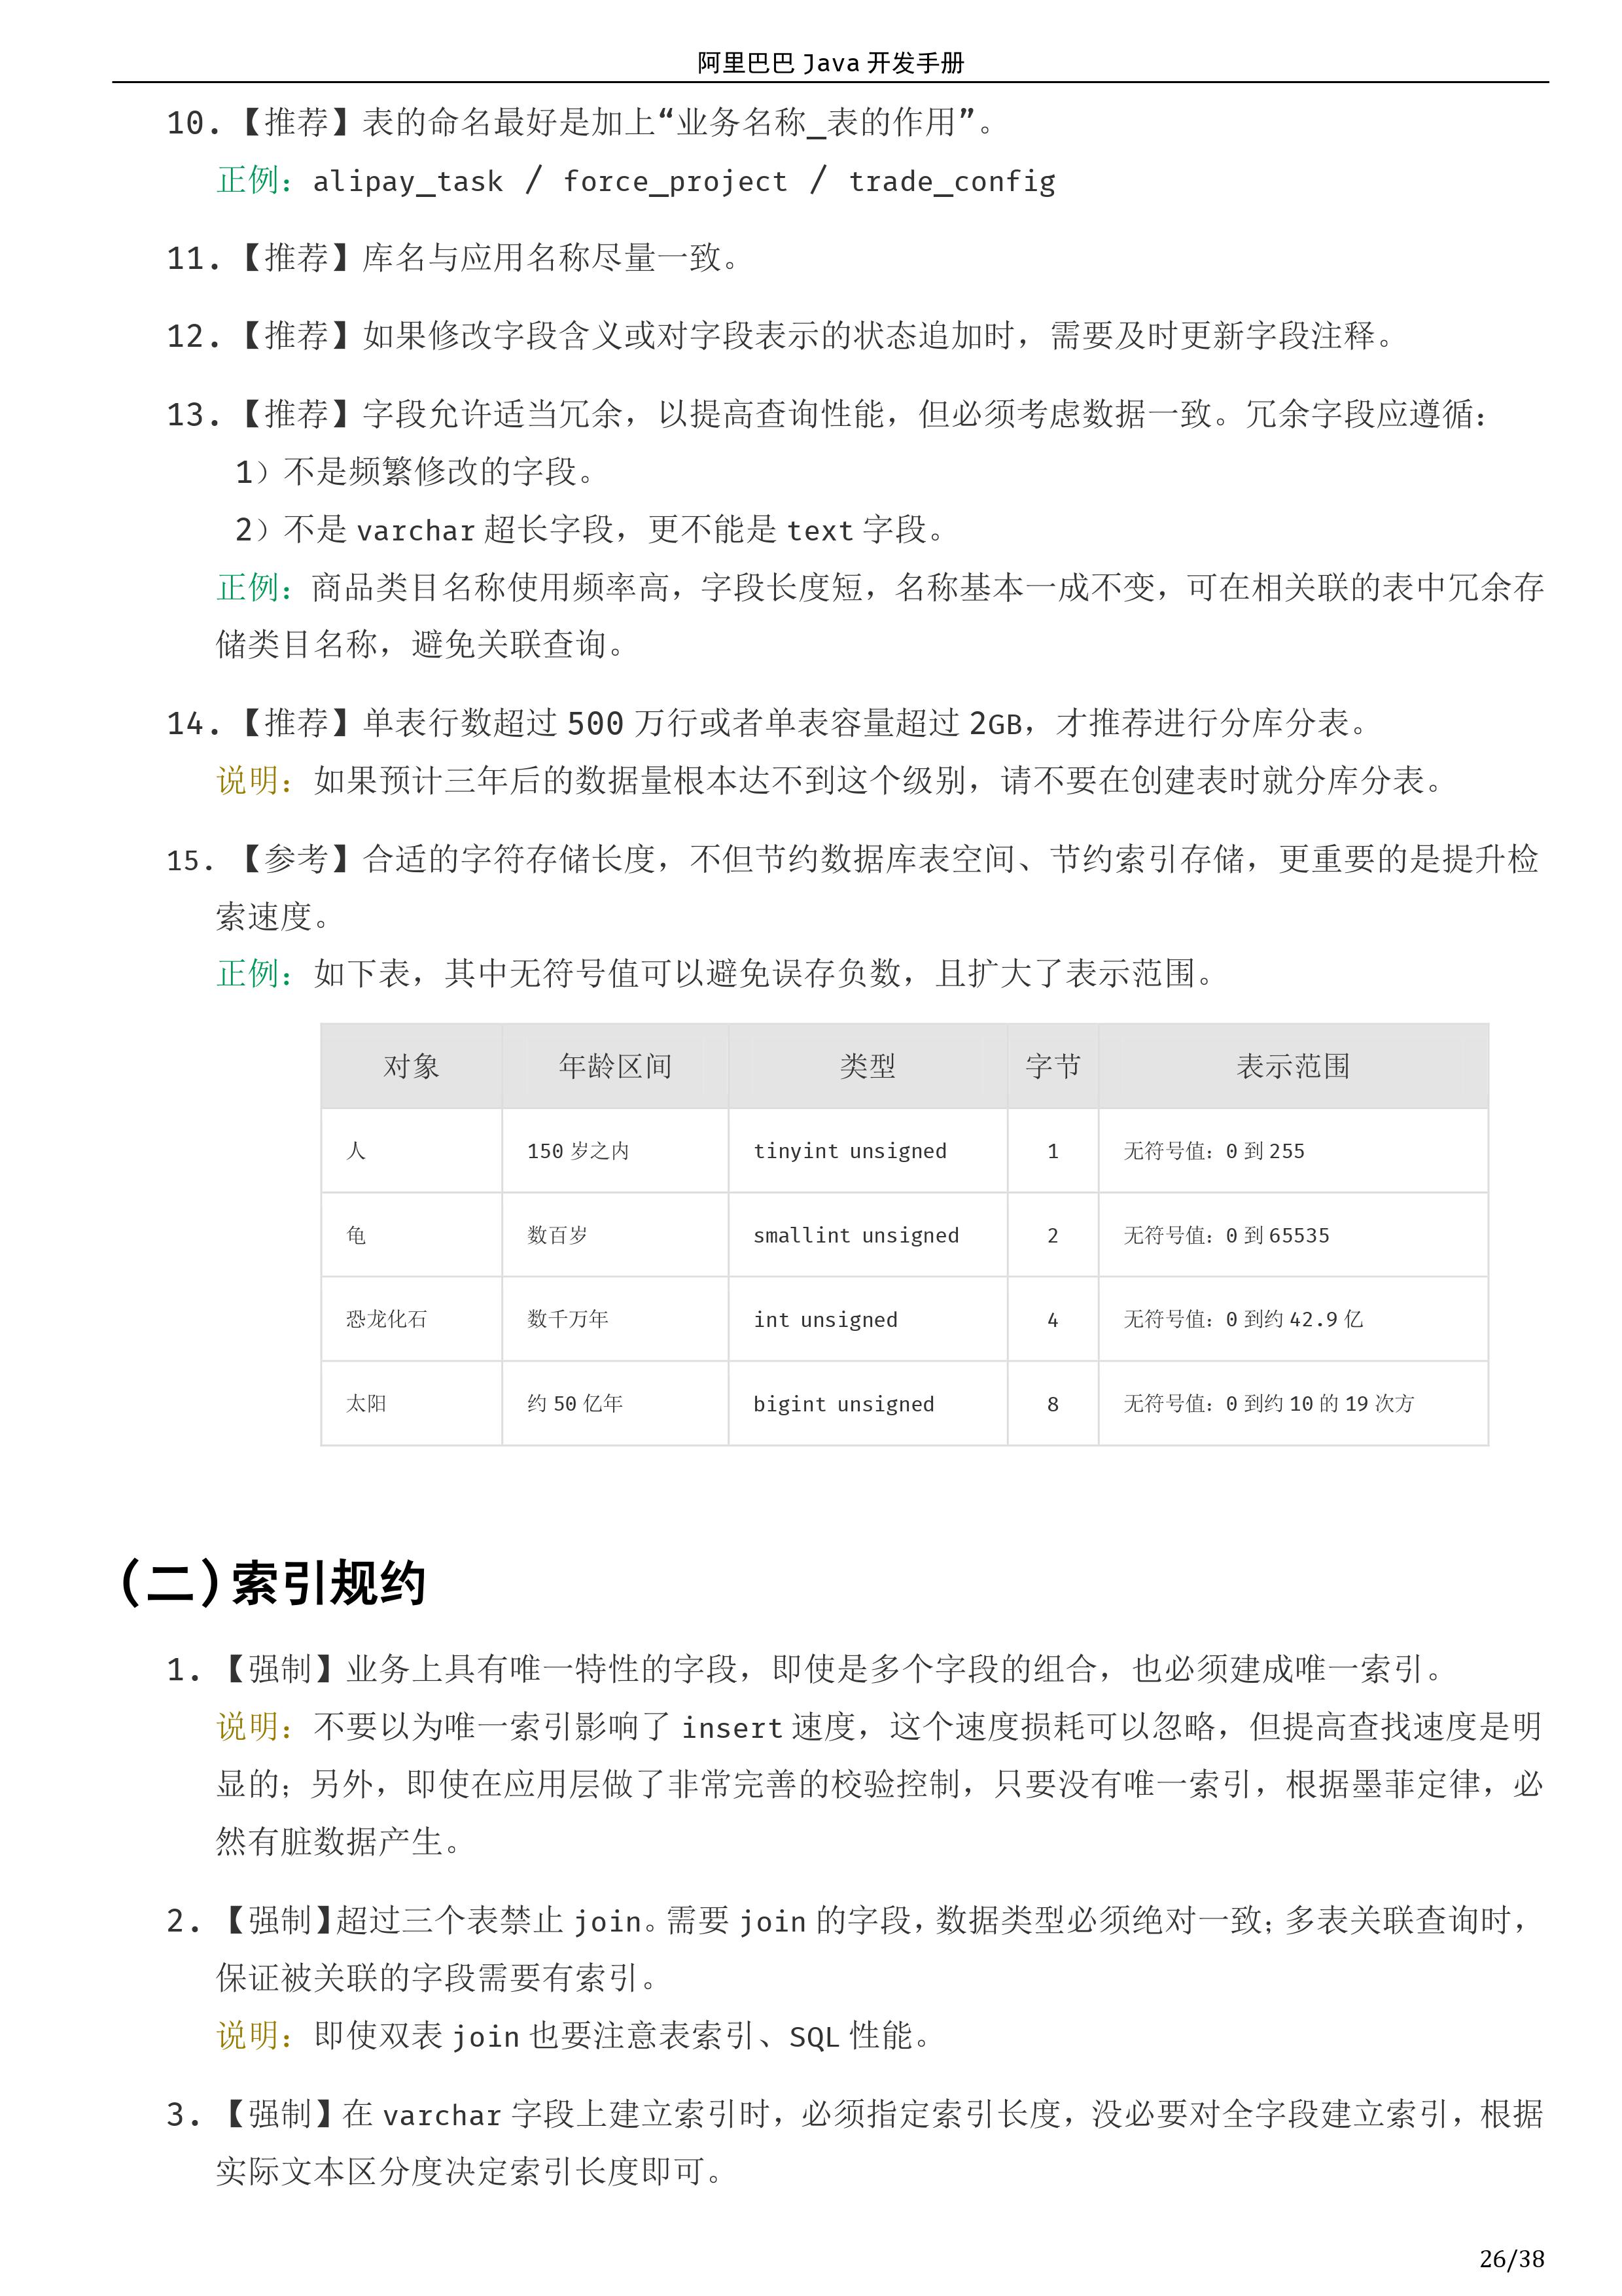 阿里巴巴 Java 开发手册
10.【推荐】表的命名最好是加上“业务名称_表的作用”。
正例：alipay_task / force_project / trade_config
11.【推荐】库名与应用名称尽量一致。
12.【推荐】如果修改字段含义或对字段表示的状态追加时，需要及时更新字段注释。
13.【推荐】字段允许适当冗余，以提高查询性能，但必须考虑数据一致。冗余字段应遵循：
1）不是频繁修改的字段。
2）不是 varchar 超长字段，更不能是 text 字段。
正例：商品类目名称使用频率高，字段长度短，名称基本一成不变，可在相关联的表中冗余存
储类目名称，避免关联查询。
14.【推荐】单表行数超过 500 万行或者单表容量超过 2GB，才推荐进行分库分表。
说明：如果预计三年后的数据量根本达不到这个级别，请不要在创建表时就分库分表。
15.【参考】合适的字符存储长度，不但节约数据库表空间、节约索引存储，更重要的是提升检
索速度。
正例：如下表，其中无符号值可以避免误存负数，且扩大了表示范围。
对象 年龄区间 类型 字节 表示范围
人 150 岁之内 tinyint unsigned 1 无符号值：0 到 255
龟 数百岁 smallint unsigned 2 无符号值：0 到 65535
恐龙化石 数千万年 int unsigned 4 无符号值：0 到约 42.9 亿
太阳 约 50 亿年 bigint unsigned 8 无符号值：0 到约 10 的 19 次方
(二)索引规约
1.【强制】业务上具有唯一特性的字段，即使是多个字段的组合，也必须建成唯一索引。
说明：不要以为唯一索引影响了 insert 速度，这个速度损耗可以忽略，但提高查找速度是明
显的；另外，即使在应用层做了非常完善的校验控制，只要没有唯一索引，根据墨菲定律，必
然有脏数据产生。
2.【强制】超过三个表禁止 join。需要 join 的字段，数据类型必须绝对一致；多表关联查询时，
保证被关联的字段需要有索引。
说明：即使双表 join 也要注意表索引、SQL 性能。
3.【强制】在 varchar 字段上建立索引时，必须指定索引长度，没必要对全字段建立索引，根据
实际文本区分度决定索引长度即可。
26/38